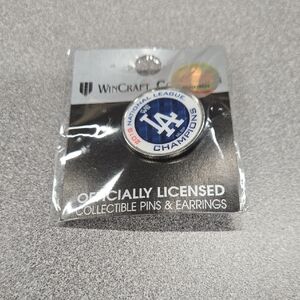 WINCRAFT
NATIONAL LEAGUE
LA
2018
CHAMPIONS
OFFICIALLY LICENSED
COLLECTIBLE PINS & EARRINGS